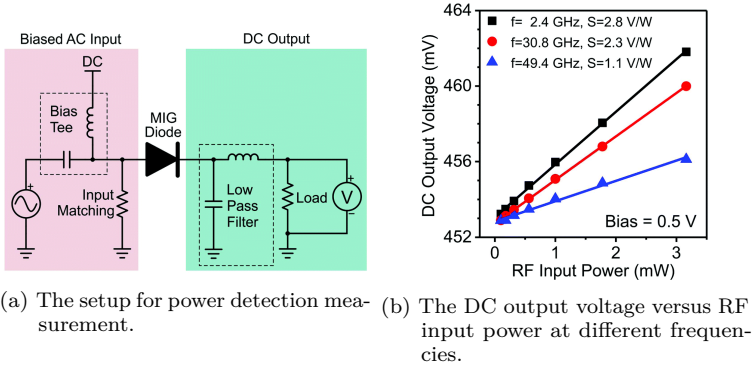 Biased AC Input
DC Output
DC
Bias
Tee
MIG
Diode
+
Input
Matching
Low
Pass
Filter
Load
+
V
−
(a) The setup for power detection mea-
surement.
464
460
456
452
DC Output Voltage (mV)
f= 2.4 GHz, S=2.8 V/W
f=30.8 GHz, S=2.3 V/W
f=49.4 GHz, S=1.1 V/W
Bias = 0.5 V
0 1 2 3
RF Input Power (mW)
(b) The DC output voltage versus RF
input power at different frequen-
cies.